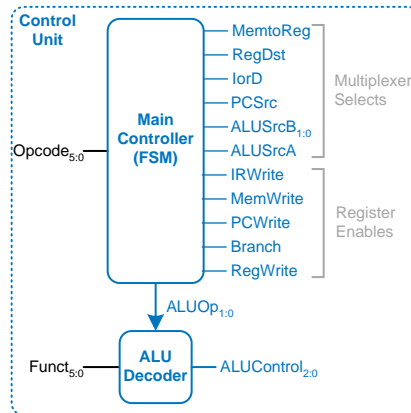 Control
Unit
MemtoReg
RegDst
IorD
PCSrc
ALUSrcB1:0
ALUSrcA
Multiplexer
Selects
Main
Controller
(FSM)
Opcode5:0
IRWrite
MemWrite
PCWrite
Branch
RegWrite
Register
Enables
ALUOp1:0
ALU
Decoder
Funct5:0
ALUControl2:0